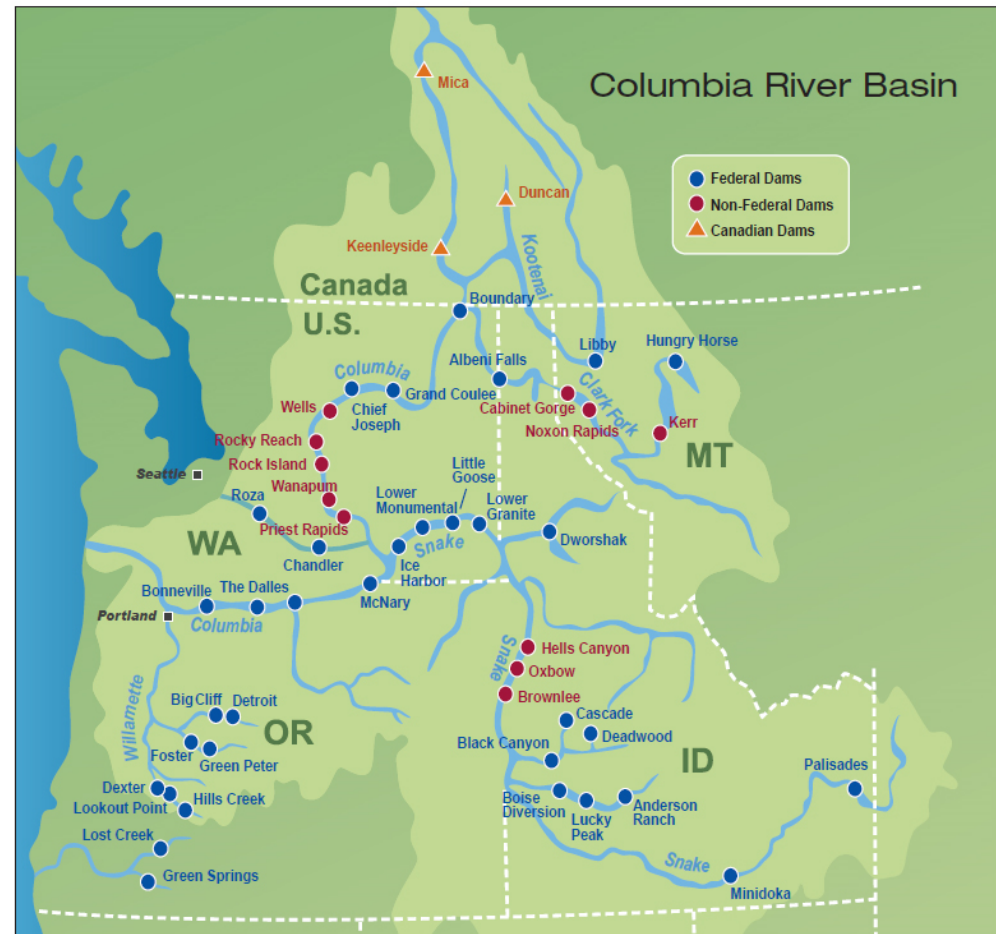 Columbia River Basin
Federal Dams
Non-Federal Dams
Canadian Dams
Mica
Duncan
Keenleyside
Kootenai
Canada
U.S.
Boundary
Libby
Hungry Horse
Albeni Falls
Columbia
Grand Coulee
Clark Fork
Wells
Chief
Joseph
Cabinet Gorge
Noxon Rapids
Kerr
MT
Rocky Reach
Rock Island
Seattle
Wanapum
Little
Goose
Roza
Lower
Monumental
Lower
Granite
Priest Rapids
Snake
Dworshak
WA
Chandler
Ice
Harbor
McNary
Bonneville
The Dalles
Portland
Columbia
Snake
Hells Canyon
Oxbow
Brownlee
Willamette
Big Cliff
Detroit
OR
Cascade
Deadwood
Foster
Green Peter
Black Canyon
ID
Palisades
Dexter
Lookout Point
Hills Creek
Boise
Diversion
Lucky
Peak
Anderson
Ranch
Lost Creek
Snake
Green Springs
Minidoka